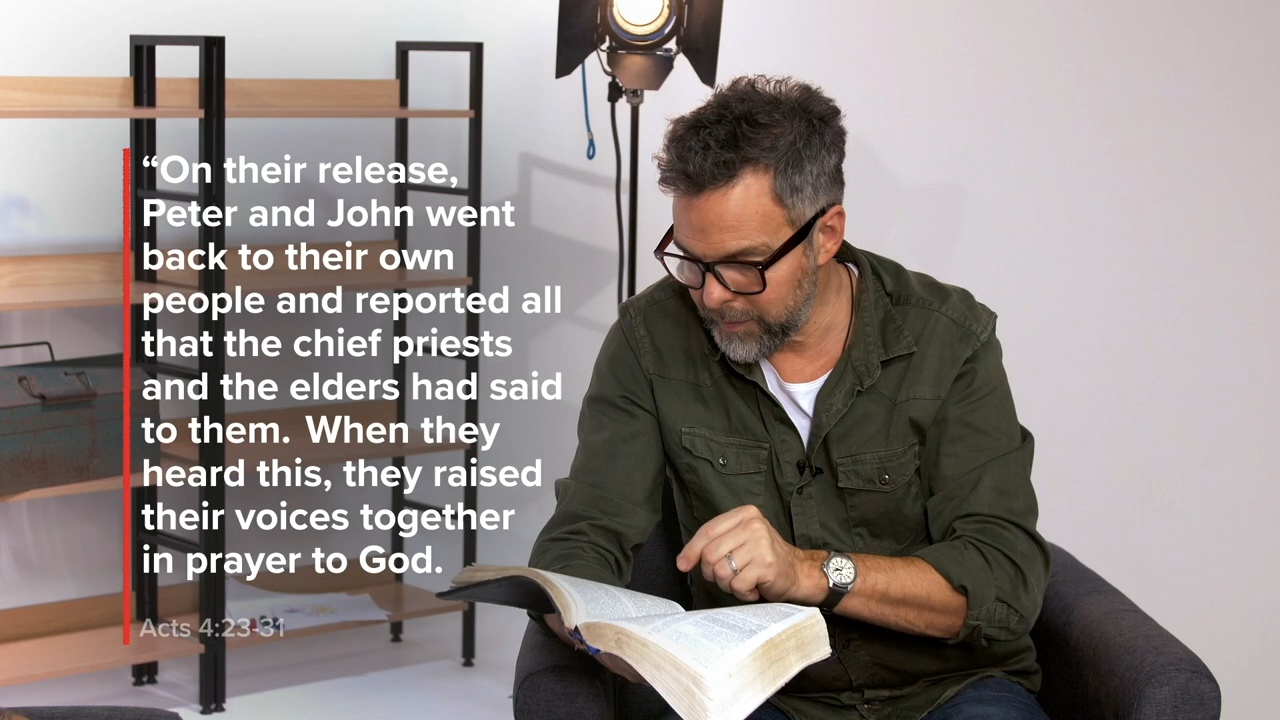 “On their release,
Peter and John went
back to their own
people and reported all
that the chief priests
and the elders had said
to them. When they
heard this, they raised
their voices together
in prayer to God.
Acts 4:23-31